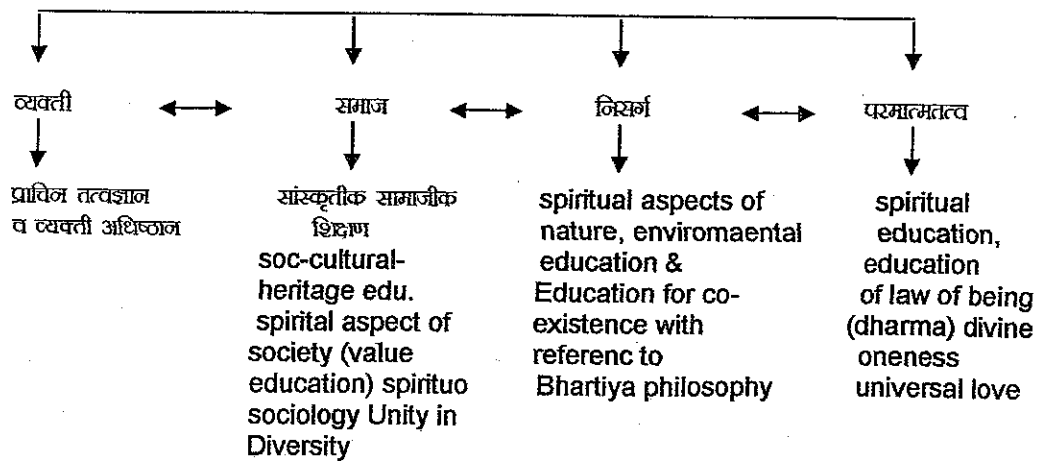 व्यक्ती
समाज
निसर्ग
परमात्मतत्व
प्राचिन तत्वज्ञान
व व्यक्ती अधिष्ठान
सांस्कृतीक सामाजीक
शिक्षण
soc-cultural-
heritage edu.
spirital aspect of
society (value
education) spirituo
sociology Unity in
Diversity
spiritual aspects of
nature, enviromaental
education &
Education for co-
existence with
referenc to
Bhartiya philosophy
spiritual
education,
education
of law of being
(dharma) divine
oneness
universal love